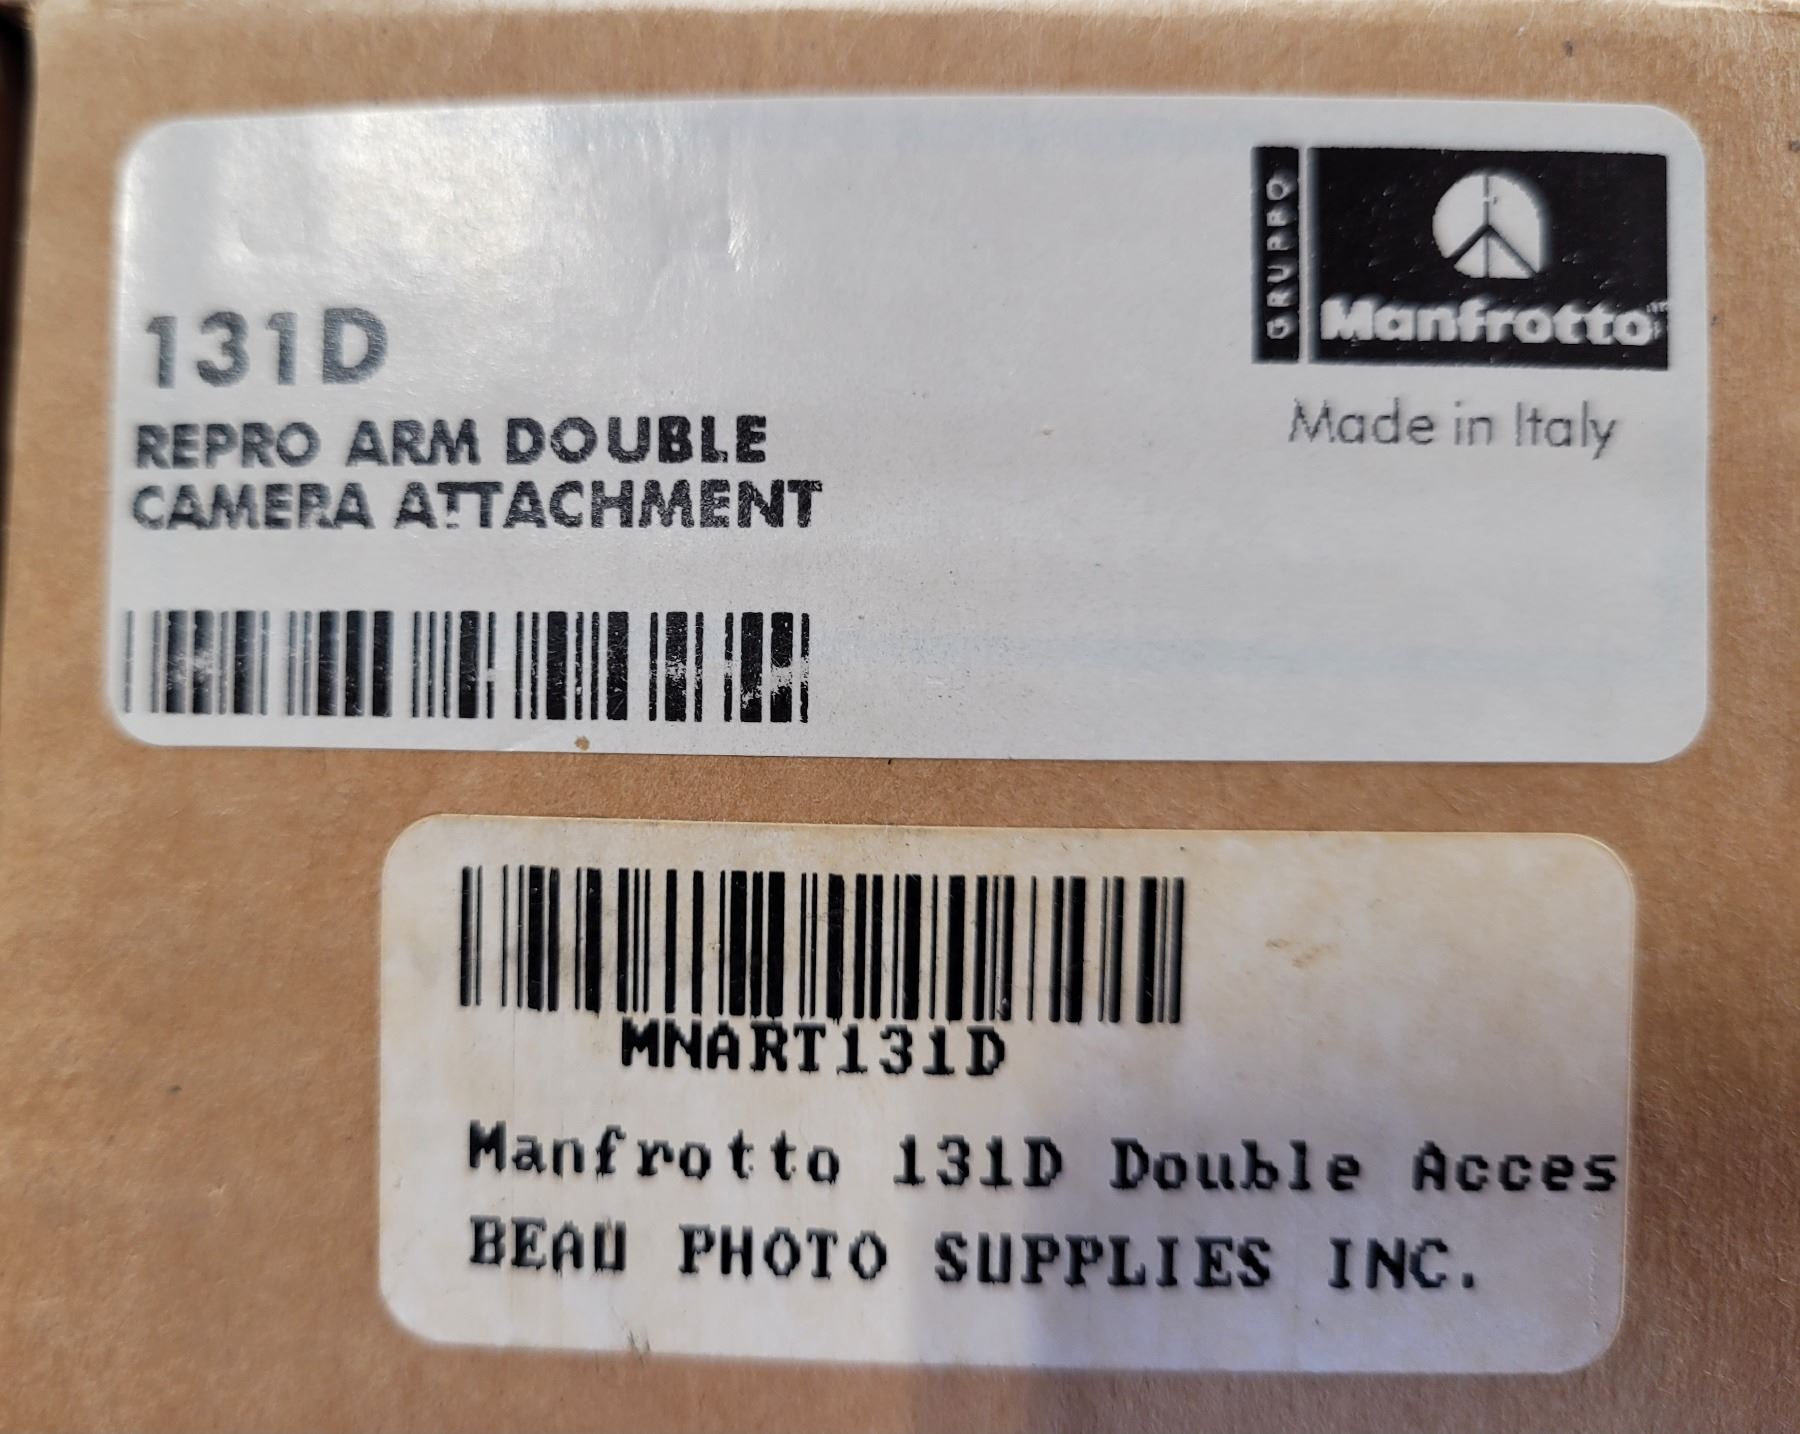 GRUPPO
Manfrotto™
Made in Italy
131D
REPRO ARM DOUBLE
CAMERA ATTACHMENT
MNART131D
Manfrotto 131D Double Acces
BEAU PHOTO SUPPLIES INC.